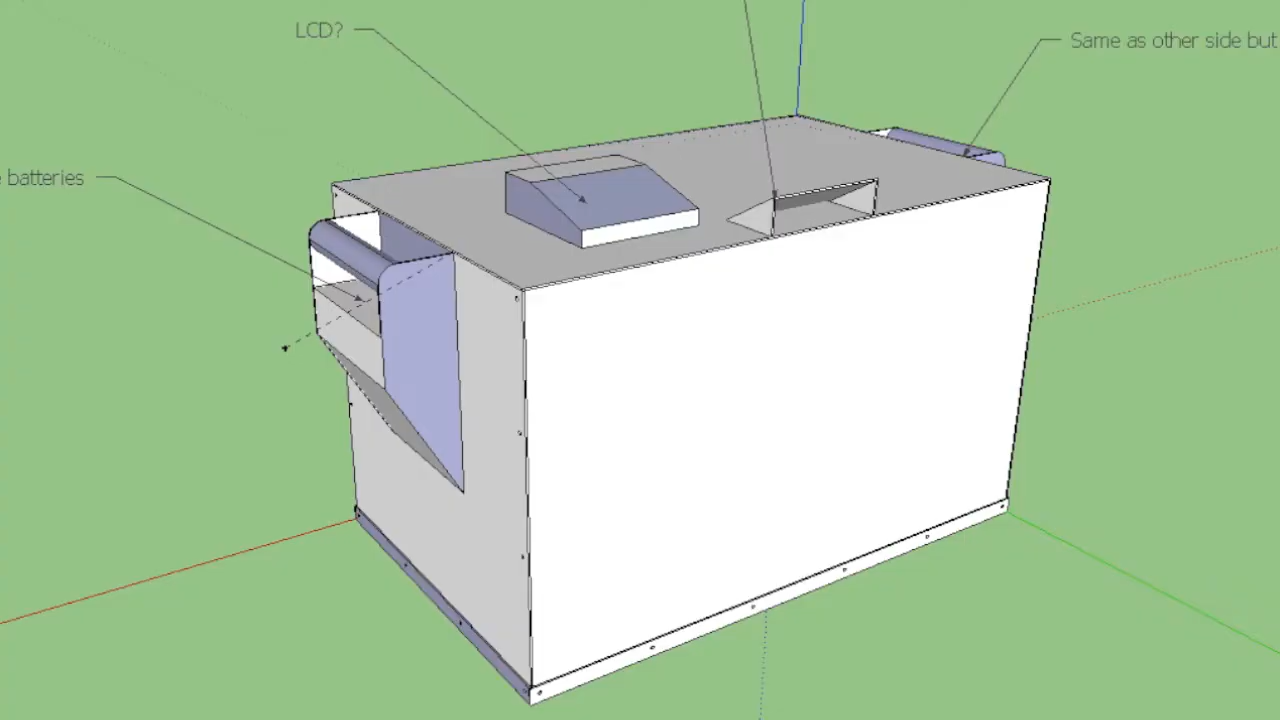 LCD?
Same as other side but
batteries